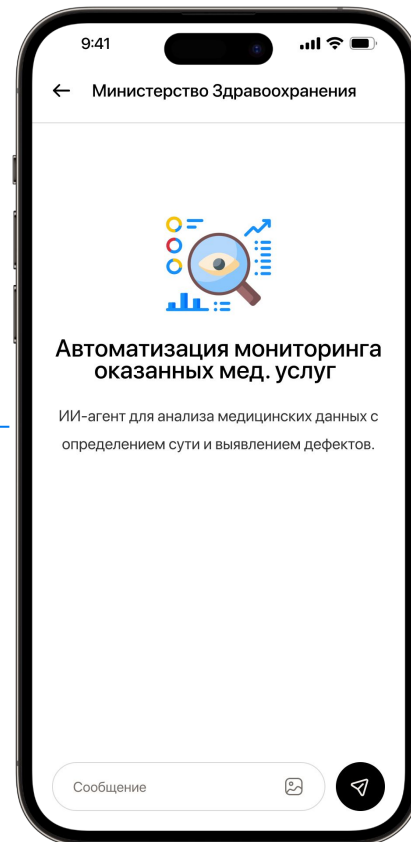 9:41
Министерство Здравоохранения
Автоматизация мониторинга
оказанных мед. услуг
ИИ-агент для анализа медицинских данных с
определением сути и выявлением дефектов.
Сообщение